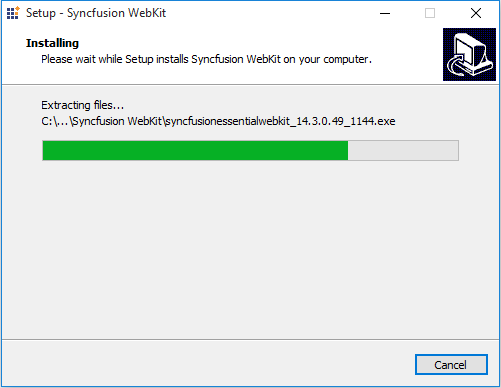 Setup - Syncfusion WebKit
Installing
Please wait while Setup installs Syncfusion WebKit on your computer.
Extracting files...
C:\...\Syncfusion WebKit\syncfusionessentialwebkit_14.3.0.49_1144.exe
Cancel